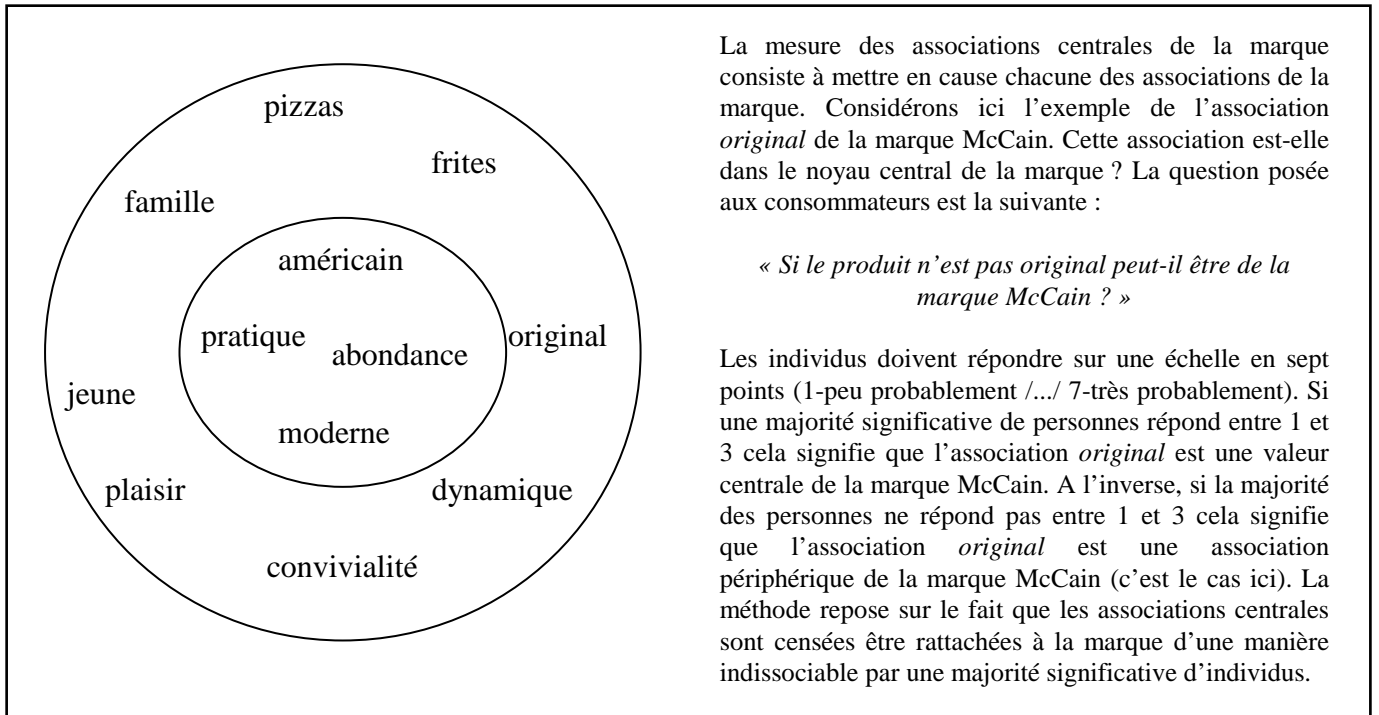 pizzas
frites
famille
américain
pratique
abondance
original
jeune
moderne
plaisir
dynamique
convivialité
La mesure des associations centrales de la marque
consiste à mettre en cause chacune des associations de la
marque. Considérons ici l'exemple de l'association
original de la marque McCain. Cette association est-elle
dans le noyau central de la marque ? La question posée
aux consommateurs est la suivante :
« Si le produit n'est pas original peut-il être de la
marque McCain ? »
Les individus doivent répondre sur une échelle en sept
points (1-peu probablement /.../ 7-très probablement). Si
une majorité significative de personnes répond entre 1 et
3 cela signifie que l'association original est une valeur
centrale de la marque McCain. A l'inverse, si la majorité
des personnes ne répond pas entre 1 et 3 cela signifie
que l'association original est une association
périphérique de la marque McCain (c'est le cas ici). La
méthode repose sur le fait que les associations centrales
sont censées être rattachées à la marque d'une manière
indissociable par une majorité significative d'individus.